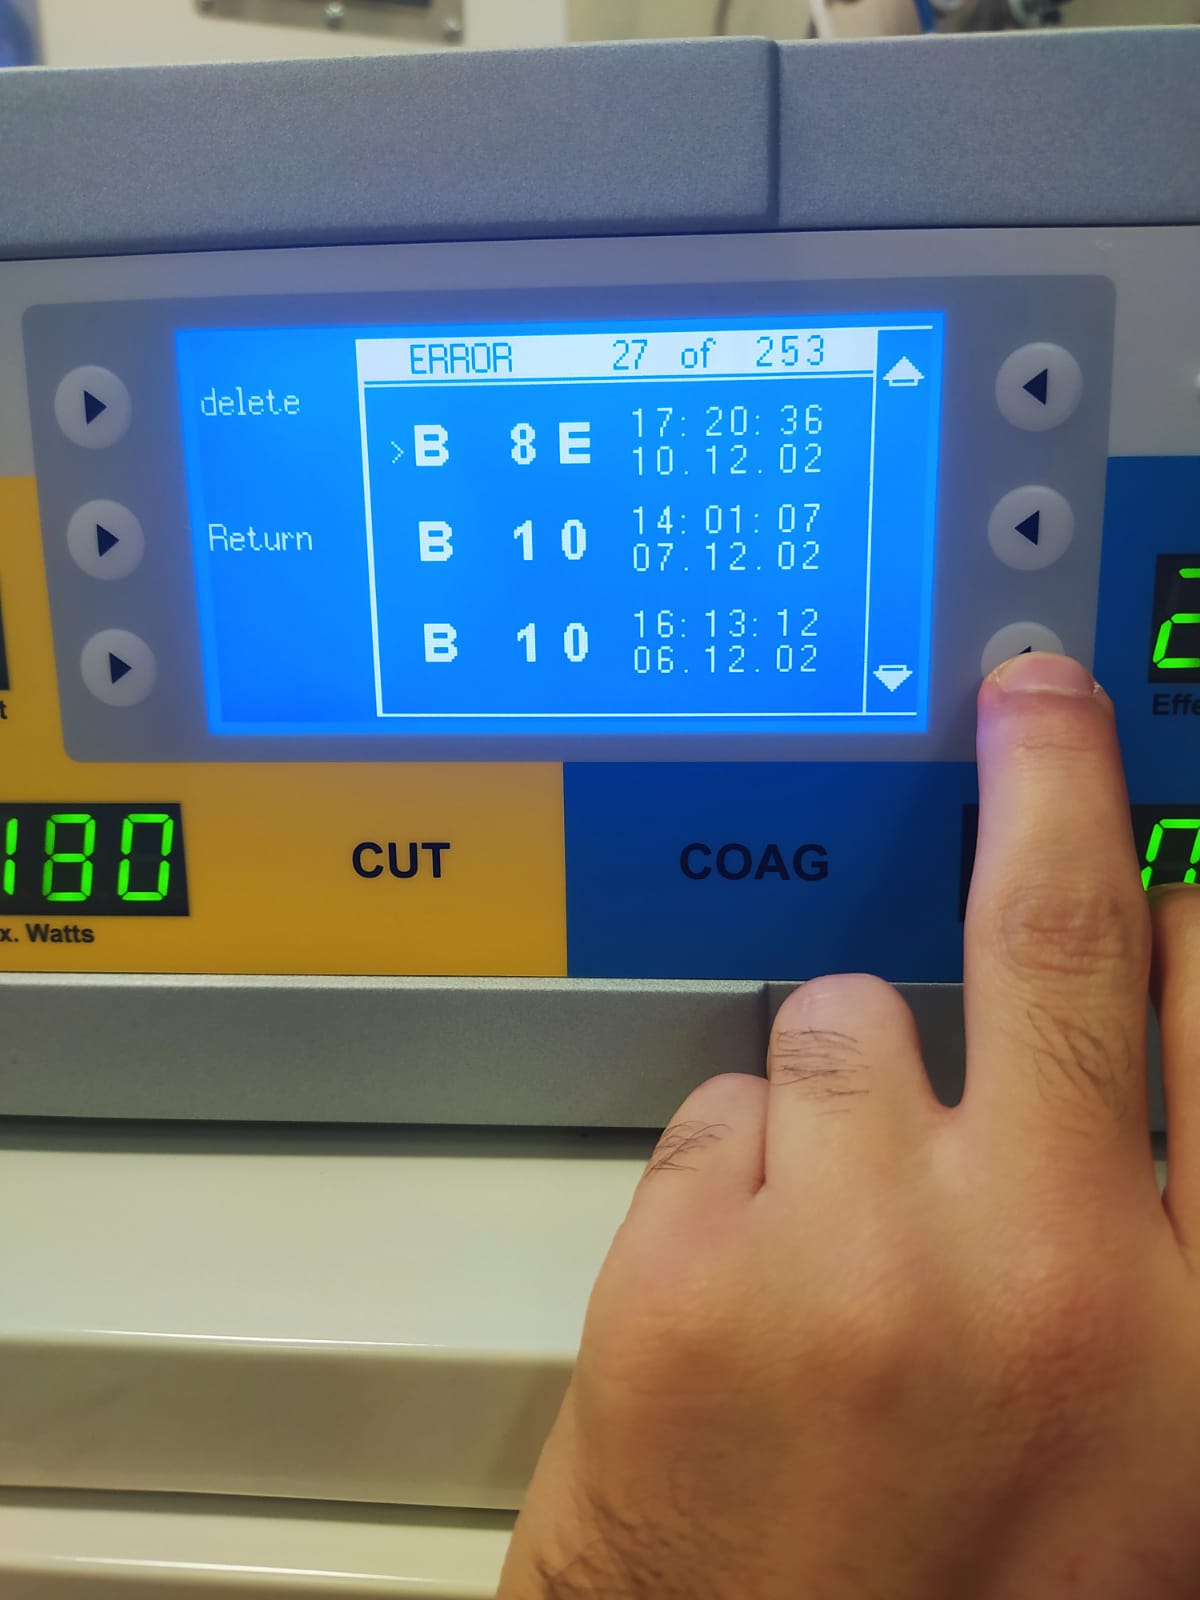 ERROR 27 of 253
delete
> B 8E 17:20:36
10.12.02
Return
B 10 14:01:07
07.12.02
B 10 16:13:12
06.12.02
180
x. Watts
CUT
COAG
2
Effe
t